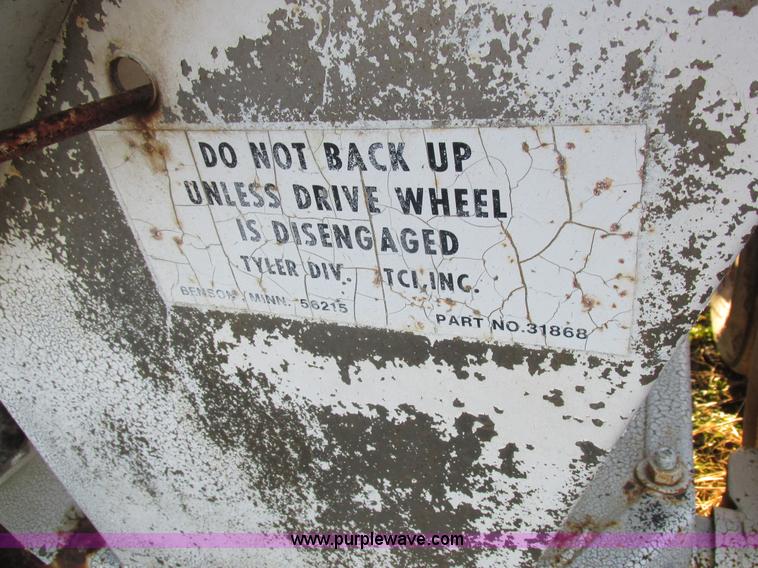 DO NOT BACK UP
UNLESS DRIVE WHEEL
IS DISENGAGED
TYLER DIV. TCI, INC.
BENSON, MINN. 56215 PART NO. 31868
www.purplewave.com